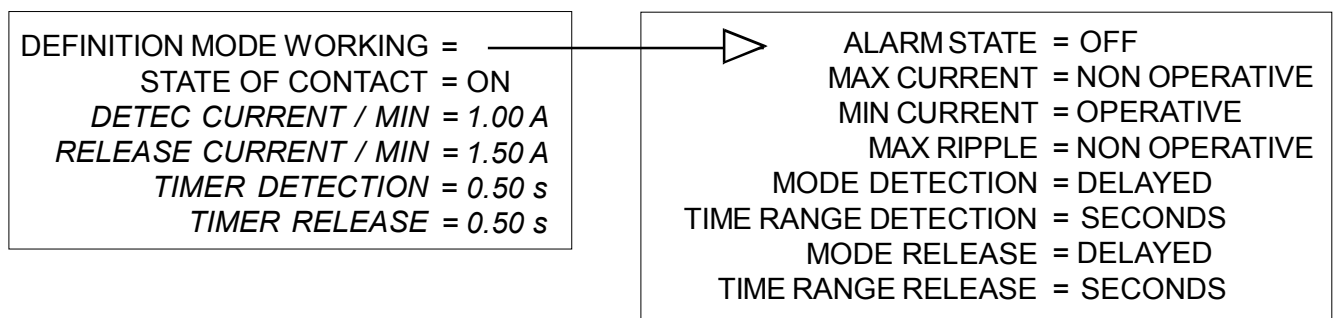 DEFINITION MODE WORKING =
STATE OF CONTACT = ON
DETEC CURRENT / MIN = 1.00 A
RELEASE CURRENT / MIN = 1.50 A
TIMER DETECTION = 0.50 s
TIMER RELEASE = 0.50 s
ALARM STATE = OFF
MAX CURRENT = NON OPERATIVE
MIN CURRENT = OPERATIVE
MAX RIPPLE = NON OPERATIVE
MODE DETECTION = DELAYED
TIME RANGE DETECTION = SECONDS
MODE RELEASE = DELAYED
TIME RANGE RELEASE = SECONDS